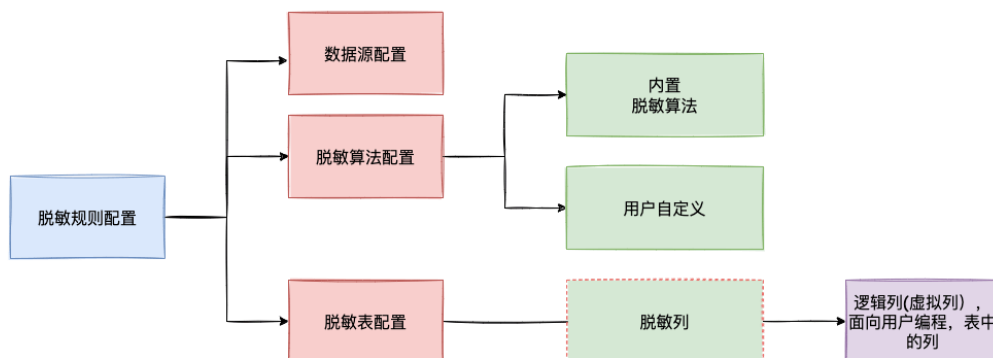 数据源配置
内置
脱敏算法
脱敏算法配置
用户自定义
脱敏规则配置
脱敏表配置
脱敏列
逻辑列(虚拟列），
面向用户编程，表中
的列